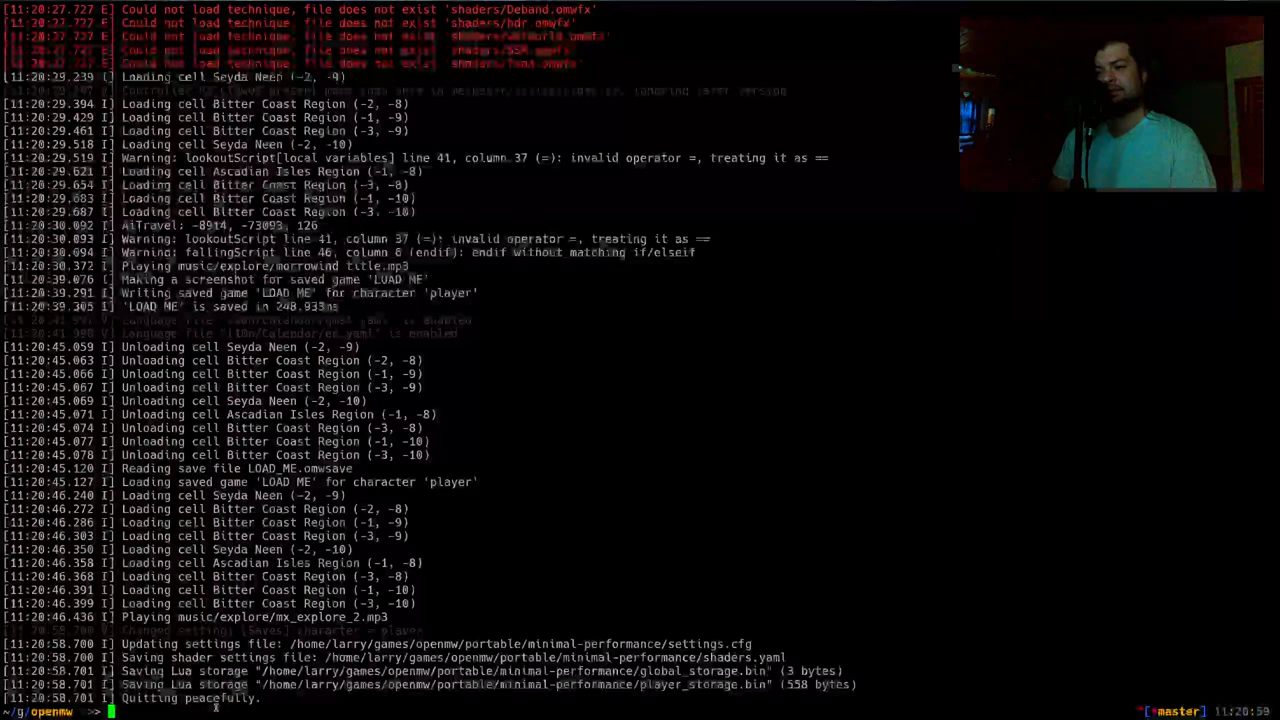 [11:20:27.727 E] Could not load technique, file does not exist 'shaders/Deband.omwfx'
[11:20:27.727 E] Could not load technique, file does not exist 'shaders/hdr.omwfx'
[11:20:29.239 I] Loading cell Seyda Neen (-2, -9)
[11:20:29.394 I] Loading cell Bitter Coast Region (-2, -8)
[11:20:29.429 I] Loading cell Bitter Coast Region (-1, -9)
[11:20:29.461 I] Loading cell Bitter Coast Region (-3, -9)
[11:20:29.518 I] Loading cell Seyda Neen (-2, -10)
[11:20:29.519 I] Warning: lookoutScript[local variables] line 41, column 37 (=): invalid operator =, treating it as ==
[11:20:29.621 I] Loading cell Ascadian Isles Region (-1, -8)
[11:20:29.654 I] Loading cell Bitter Coast Region (-3, -8)
[11:20:29.683 I] Loading cell Bitter Coast Region (-1, -10)
[11:20:29.687 I] Loading cell Bitter Coast Region (-3, -10)
[11:20:30.092 I] AiTravel: -8914, -73093, 126
[11:20:30.093 I] Warning: lookoutScript line 41, column 37 (=): invalid operator =, treating it as ==
[11:20:30.094 I] Warning: fallingScript line 46, column 6 (endif): endif without matching if/elseif
[11:20:30.372 I] Playing music/explore/morrowind title.mp3
[11:20:39.076 I] Making a screenshot for saved game 'LOAD ME'
[11:20:39.291 I] Writing saved game 'LOAD ME' for character 'player'
[11:20:39.305 I] 'LOAD ME' is saved in 248.933ms
[11:20:41.998 V] Language file "l10n/Calendar/en.yaml" is enabled
[11:20:45.059 I] Unloading cell Seyda Neen (-2, -9)
[11:20:45.063 I] Unloading cell Bitter Coast Region (-2, -8)
[11:20:45.066 I] Unloading cell Bitter Coast Region (-1, -9)
[11:20:45.067 I] Unloading cell Bitter Coast Region (-3, -9)
[11:20:45.069 I] Unloading cell Seyda Neen (-2, -10)
[11:20:45.071 I] Unloading cell Ascadian Isles Region (-1, -8)
[11:20:45.074 I] Unloading cell Bitter Coast Region (-3, -8)
[11:20:45.077 I] Unloading cell Bitter Coast Region (-1, -10)
[11:20:45.078 I] Unloading cell Bitter Coast Region (-3, -10)
[11:20:45.120 I] Reading save file LOAD_ME.omwsave
[11:20:45.127 I] Loading saved game 'LOAD ME' for character 'player'
[11:20:46.240 I] Loading cell Seyda Neen (-2, -9)
[11:20:46.272 I] Loading cell Bitter Coast Region (-2, -8)
[11:20:46.286 I] Loading cell Bitter Coast Region (-1, -9)
[11:20:46.303 I] Loading cell Bitter Coast Region (-3, -9)
[11:20:46.350 I] Loading cell Seyda Neen (-2, -10)
[11:20:46.358 I] Loading cell Ascadian Isles Region (-1, -8)
[11:20:46.368 I] Loading cell Bitter Coast Region (-3, -8)
[11:20:46.391 I] Loading cell Bitter Coast Region (-1, -10)
[11:20:46.399 I] Loading cell Bitter Coast Region (-3, -10)
[11:20:46.436 I] Playing music/explore/mx_explore_2.mp3
[11:20:58.700 V] Changed setting: [Saves] character = player
[11:20:58.700 I] Updating settings file: /home/larry/games/openmw/portable/minimal-performance/settings.cfg
[11:20:58.700 I] Saving shader settings file: /home/larry/games/openmw/portable/minimal-performance/shaders.yaml
[11:20:58.701 I] Saving Lua storage "/home/larry/games/openmw/portable/minimal-performance/global_storage.bin" (3 bytes)
[11:20:58.701 I] Saving Lua storage "/home/larry/games/openmw/portable/minimal-performance/player_storage.bin" (558 bytes)
[11:20:58.701 I] Quitting peacefully.
~/g/openmw >> *[*master] 11:20:59